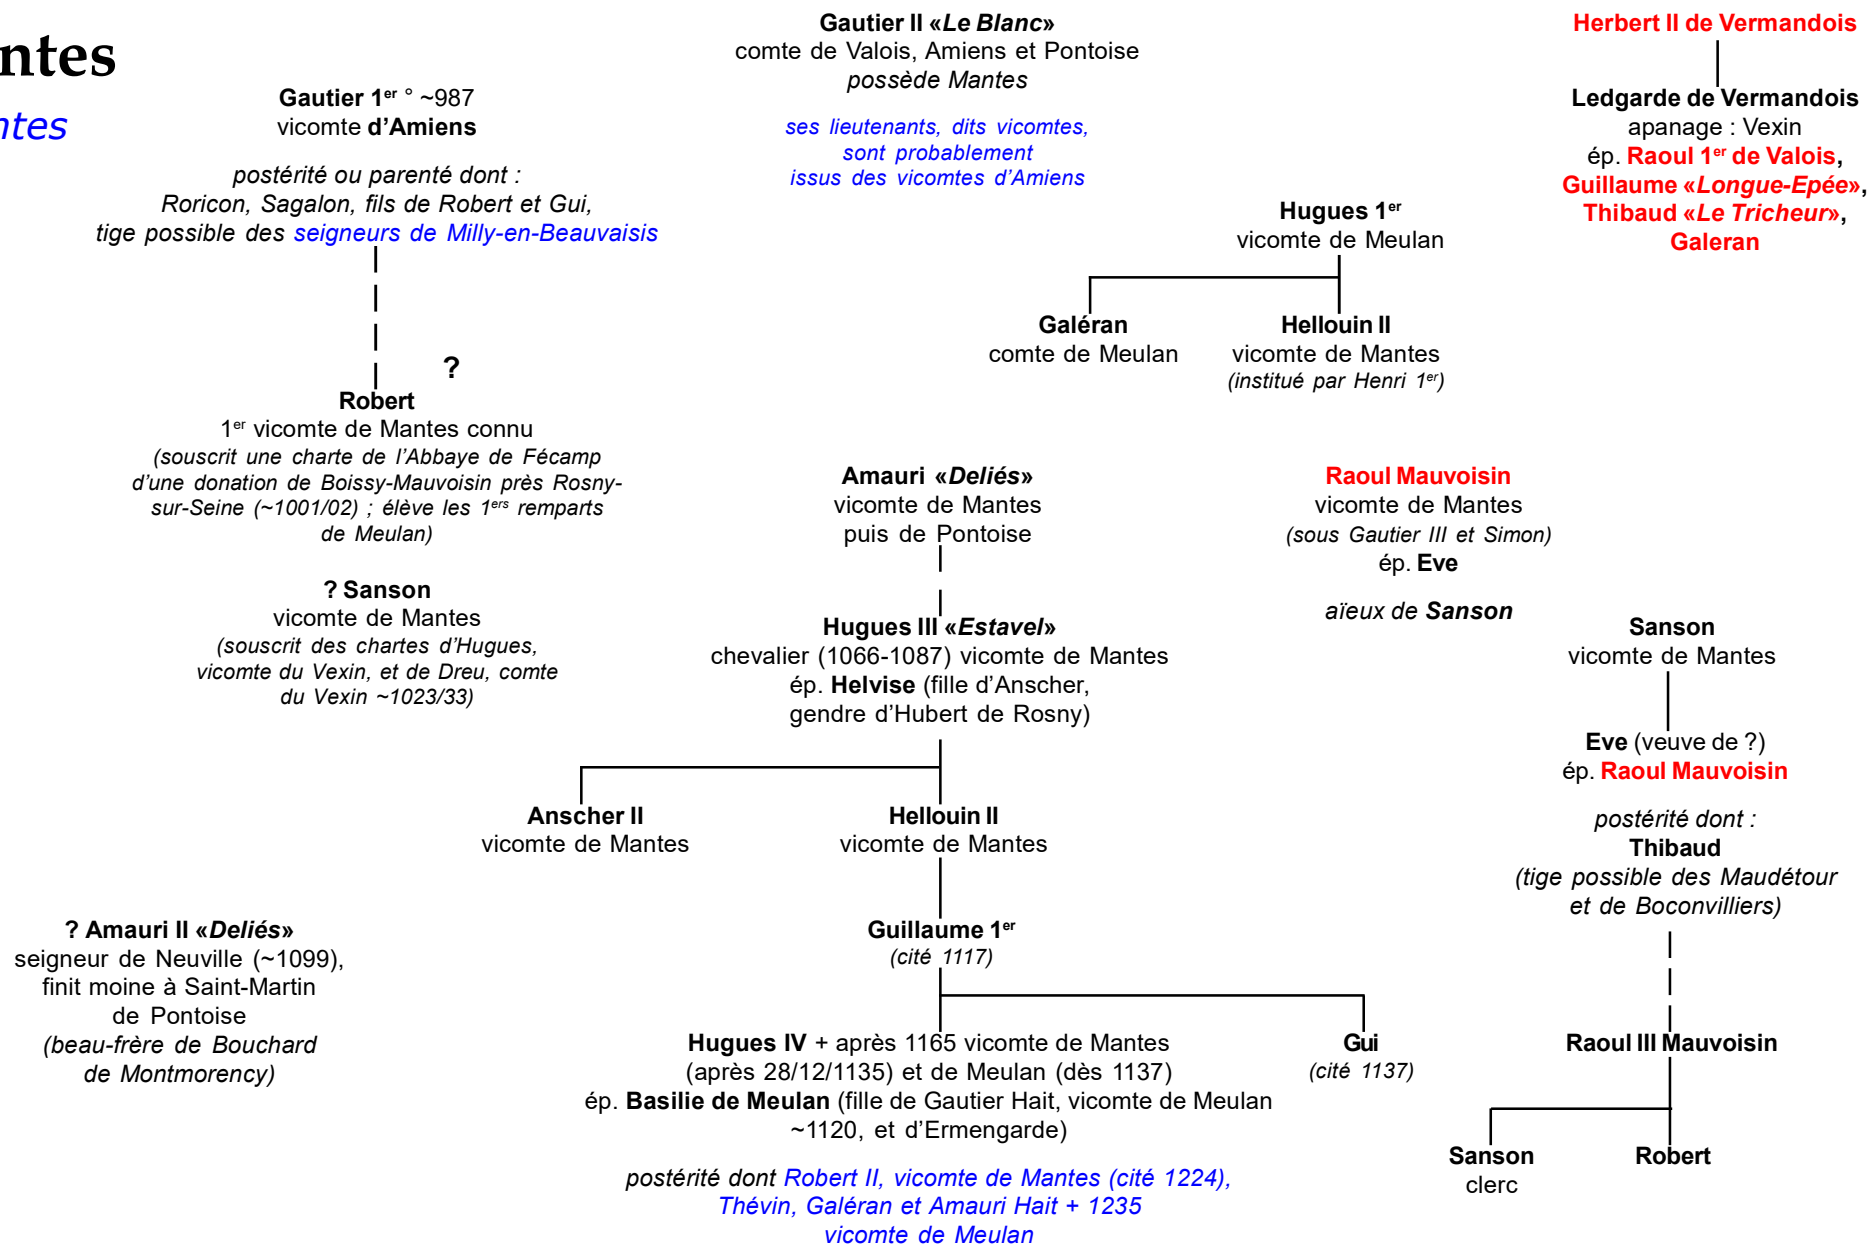 ntes
ntes
Gautier 1er ° ~987
vicomte d'Amiens
postérité ou parenté dont :
Roricon, Sagalon, fils de Robert et Gui,
tige possible des seigneurs de Milly-en-Beauvaisis
?
Robert
1er vicomte de Mantes connu
(souscrit une charte de l'Abbaye de Fécamp
d'une donation de Boissy-Mauvoisin près Rosny-
sur-Seine (~1001/02) ; élève les 1ers remparts
de Meulan)
? Sanson
vicomte de Mantes
(souscrit des chartes d'Hugues,
vicomte du Vexin, et de Dreu, comte
du Vexin ~1023/33)
? Amauri II «Deliés»
seigneur de Neuville (~1099),
finit moine à Saint-Martin
de Pontoise
(beau-frère de Bouchard
de Montmorency)
Gautier II «Le Blanc»
comte de Valois, Amiens et Pontoise
possède Mantes
ses lieutenants, dits vicomtes,
sont probablement
issus des vicomtes d'Amiens
Herbert II de Vermandois
Ledgarde de Vermandois
apanage : Vexin
ép. Raoul 1er de Valois,
Guillaume «Longue-Epée»,
Thibaud «Le Tricheur»,
Galeran
Hugues 1er
vicomte de Meulan
Galéran
comte de Meulan
Hellouin II
vicomte de Mantes
(institué par Henri 1er)
Amauri «Deliés»
vicomte de Mantes
puis de Pontoise
Hugues III «Estavel»
chevalier (1066-1087) vicomte de Mantes
ép. Helvise (fille d'Anscher,
gendre d'Hubert de Rosny)
Anscher II
vicomte de Mantes
Hellouin II
vicomte de Mantes
Guillaume 1er
(cité 1117)
Hugues IV + après 1165 vicomte de Mantes
(après 28/12/1135) et de Meulan (dès 1137)
ép. Basilie de Meulan (fille de Gautier Hait, vicomte de Meulan
~1120, et d'Ermengarde)
postérité dont Robert II, vicomte de Mantes (cité 1224),
Thévin, Galéran et Amauri Hait + 1235
vicomte de Meulan
Gui
(cité 1137)
Raoul Mauvoisin
vicomte de Mantes
(sous Gautier III et Simon)
ép. Eve
aïeux de Sanson
Sanson
vicomte de Mantes
Eve (veuve de ?)
ép. Raoul Mauvoisin
postérité dont :
Thibaud
(tige possible des Maudétour
et de Boconvilliers)
Raoul III Mauvoisin
Sanson
clerc
Robert